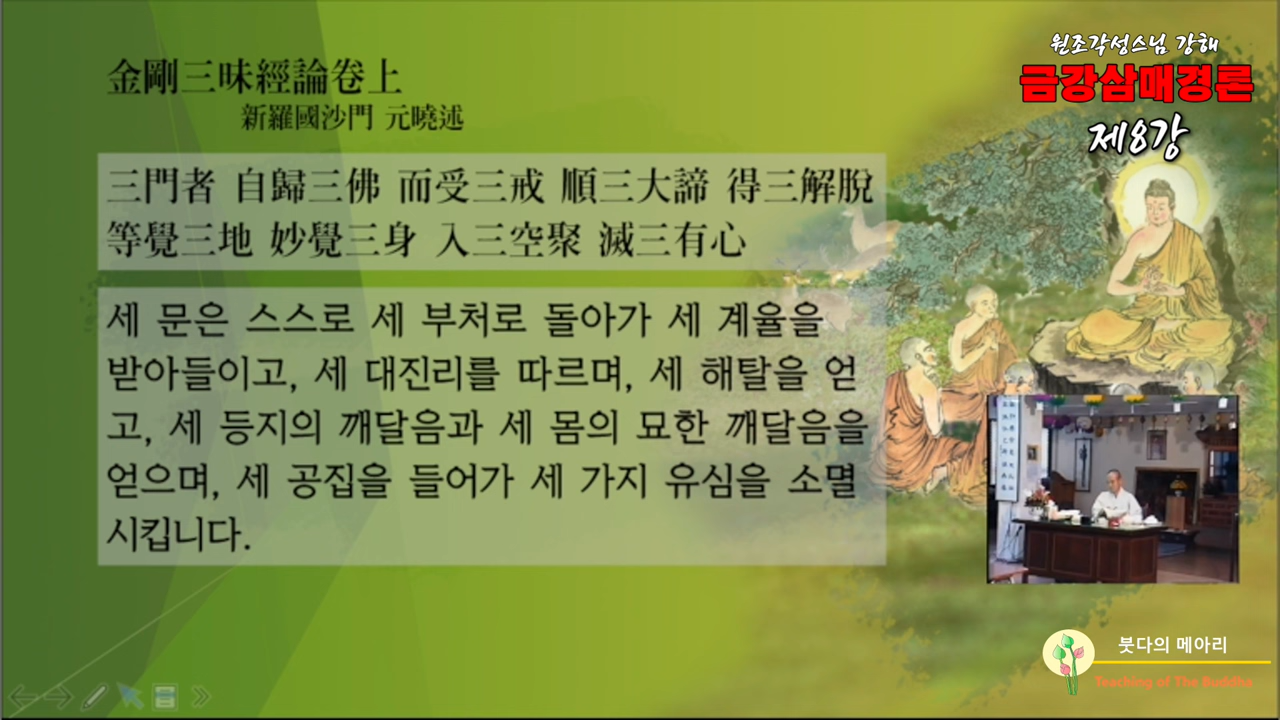 金剛三昧經論卷上
新羅國沙門 元曉述
三門者 自歸三佛 而受三戒 順三大諦 得三解脫
等覺三地 妙覺三身 入三空聚 滅三有心
세 문은 스스로 세 부처로 돌아가 세 계율을
받아들이고, 세 대진리를 따르며, 세 해탈을 얻
고, 세 등지의 깨달음과 세 몸의 묘한 깨달음을
얻으며, 세 공집을 들어가 세 가지 유심을 소멸
시킵니다.
원조각성스님 강해
금강삼매경론
제8강
붓다의 메아리
Teaching of The Buddha